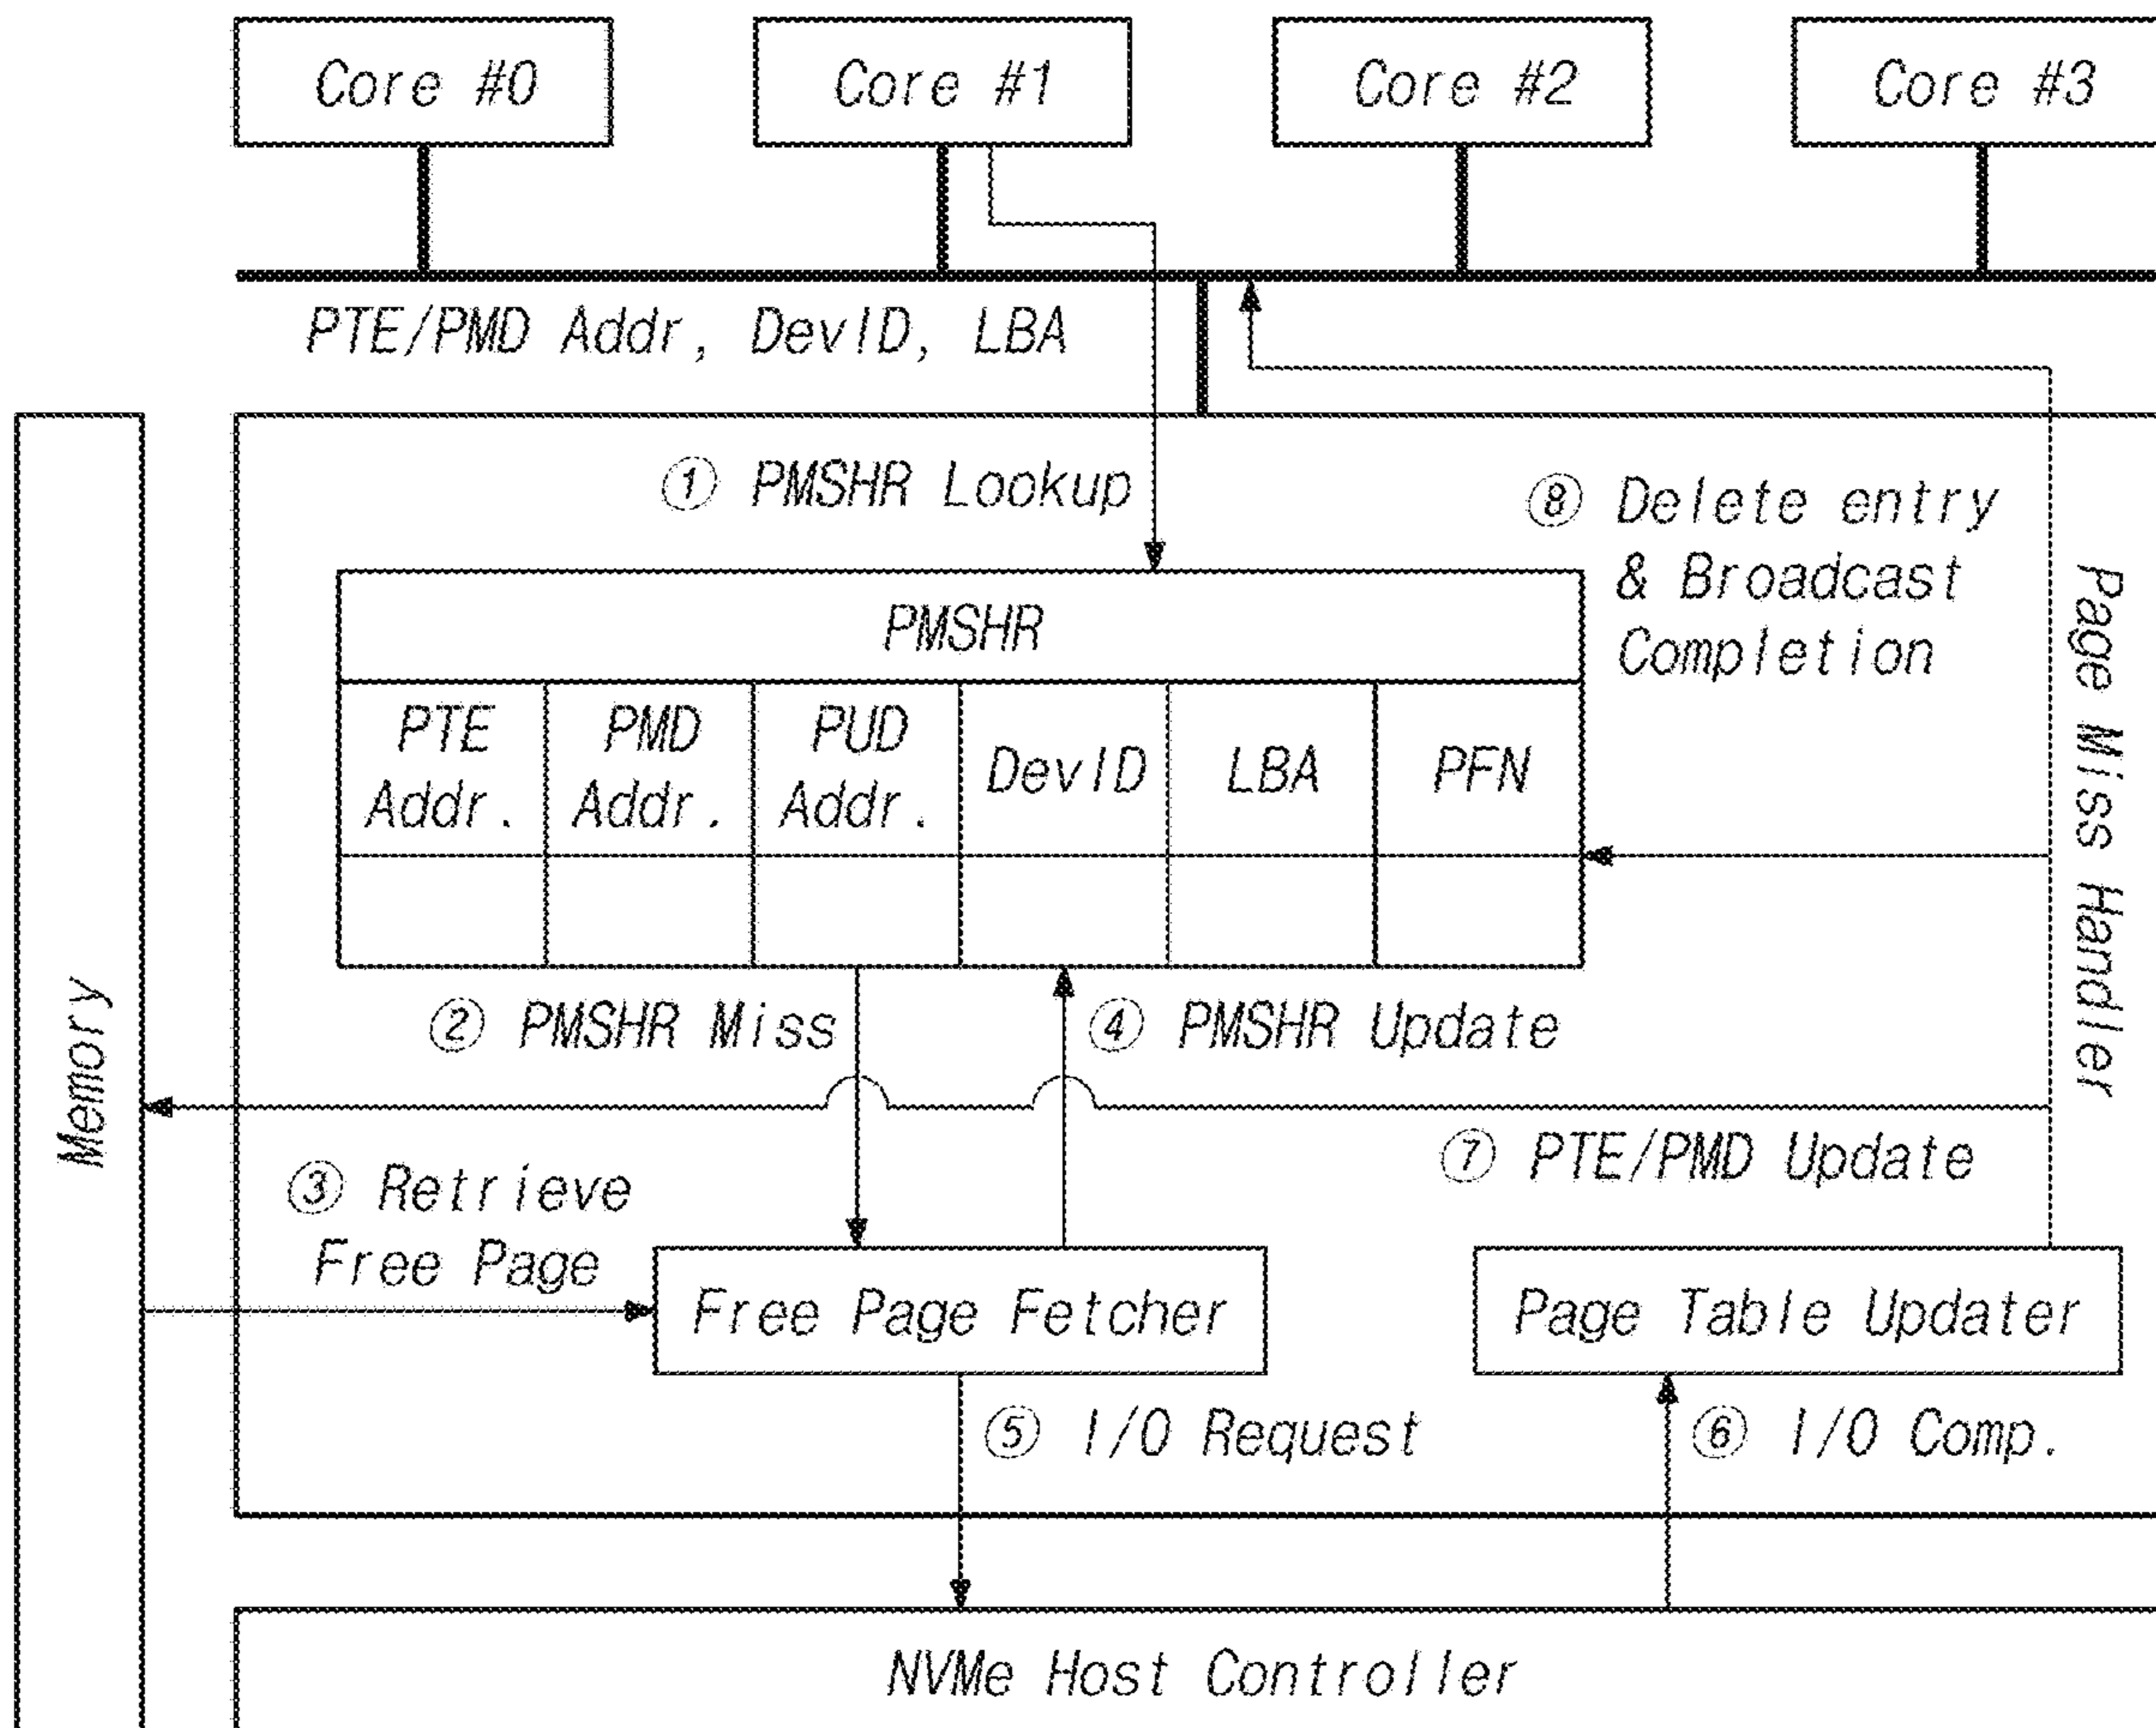 Core #0
Core #1
Core #2
Core #3
PTE/PMD Addr, DevID, LBA
① PMSHR Lookup
⑧ Delete entry
& Broadcast
Completion
PMSHR
PTE
Addr.
PMD
Addr.
PUD
Addr.
DevID
LBA
PFN
Page Miss Handler
② PMSHR Miss
④ PMSHR Update
Memory
⑦ PTE/PMD Update
③ Retrieve
Free Page
Free Page Fetcher
Page Table Updater
⑤ I/O Request
⑥ I/O Comp.
NVMe Host Controller